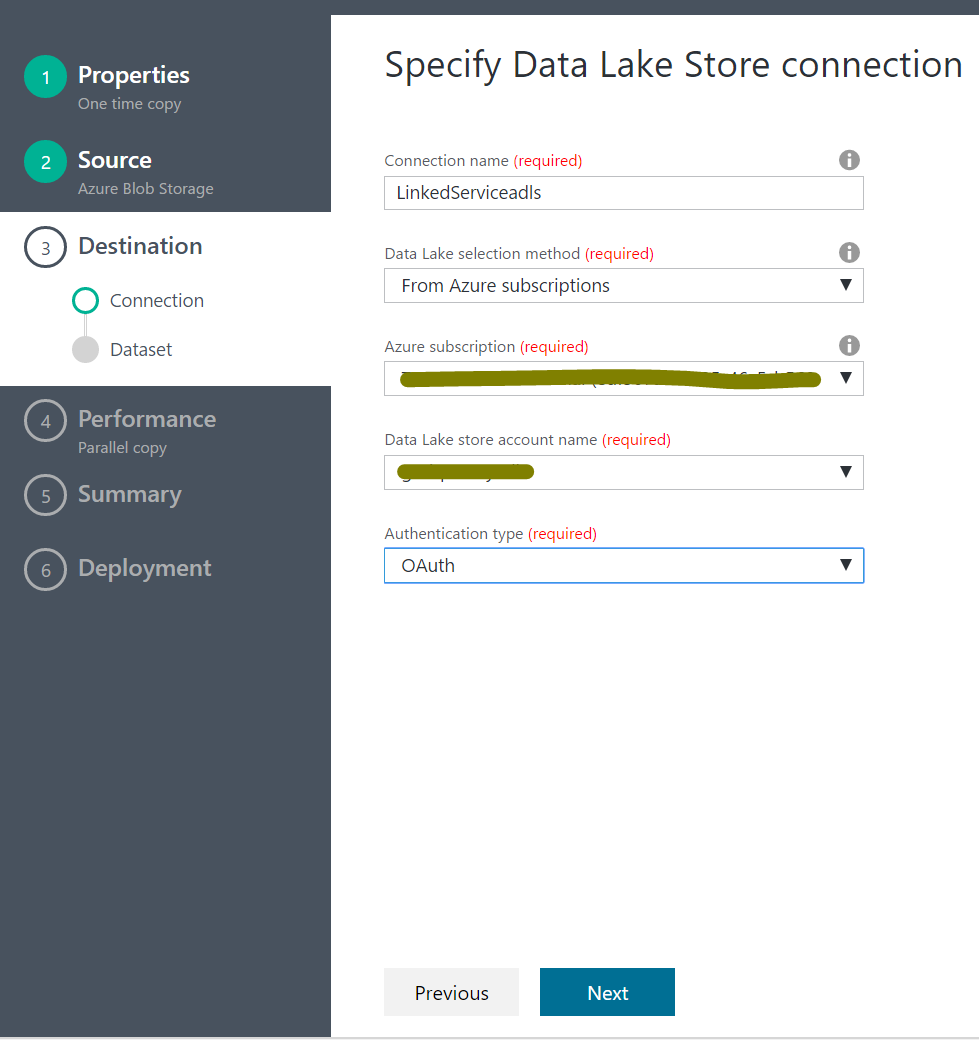 1
Properties
One time copy
2
Source
Azure Blob Storage
3
Destination
Connection
Dataset
4
Performance
Parallel copy
5
Summary
6
Deployment
Specify Data Lake Store connection
Connection name (required)
LinkedServiceadls
Data Lake selection method (required)
From Azure subscriptions
Azure subscription (required)
Data Lake store account name (required)
Authentication type (required)
OAuth
Previous
Next